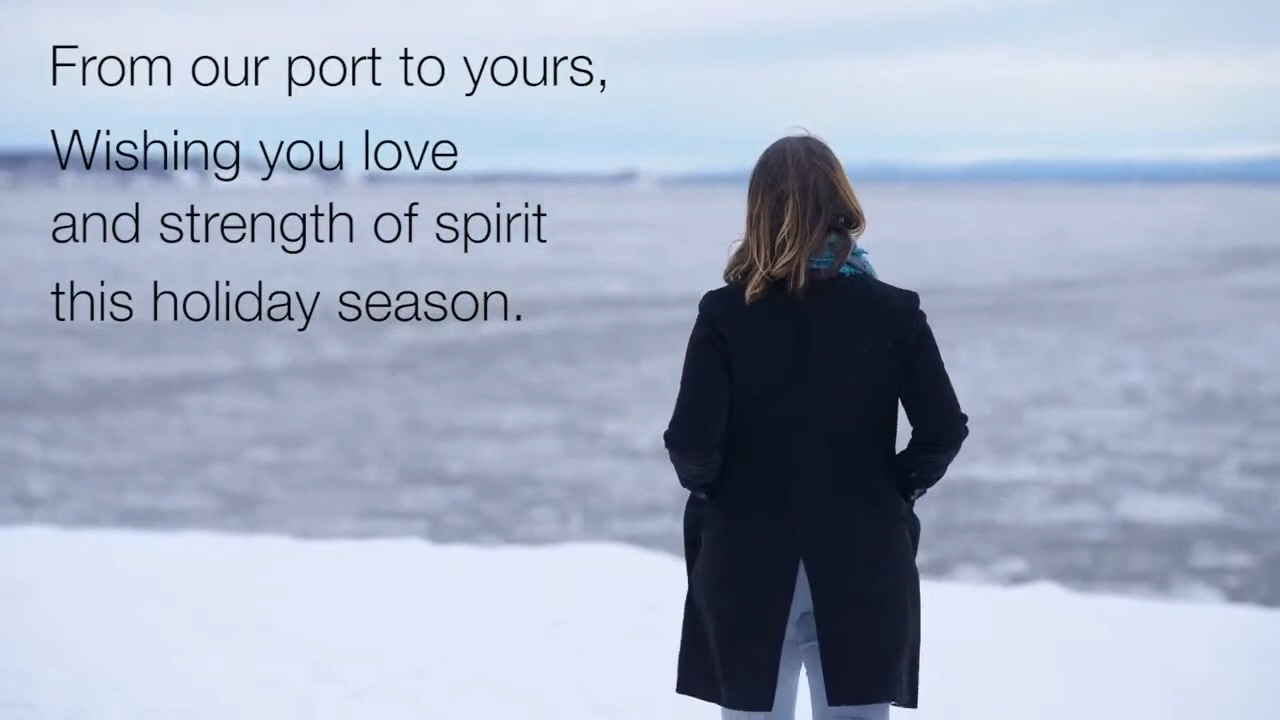 From our port to yours,
Wishing you love
and strength of spirit
this holiday season.